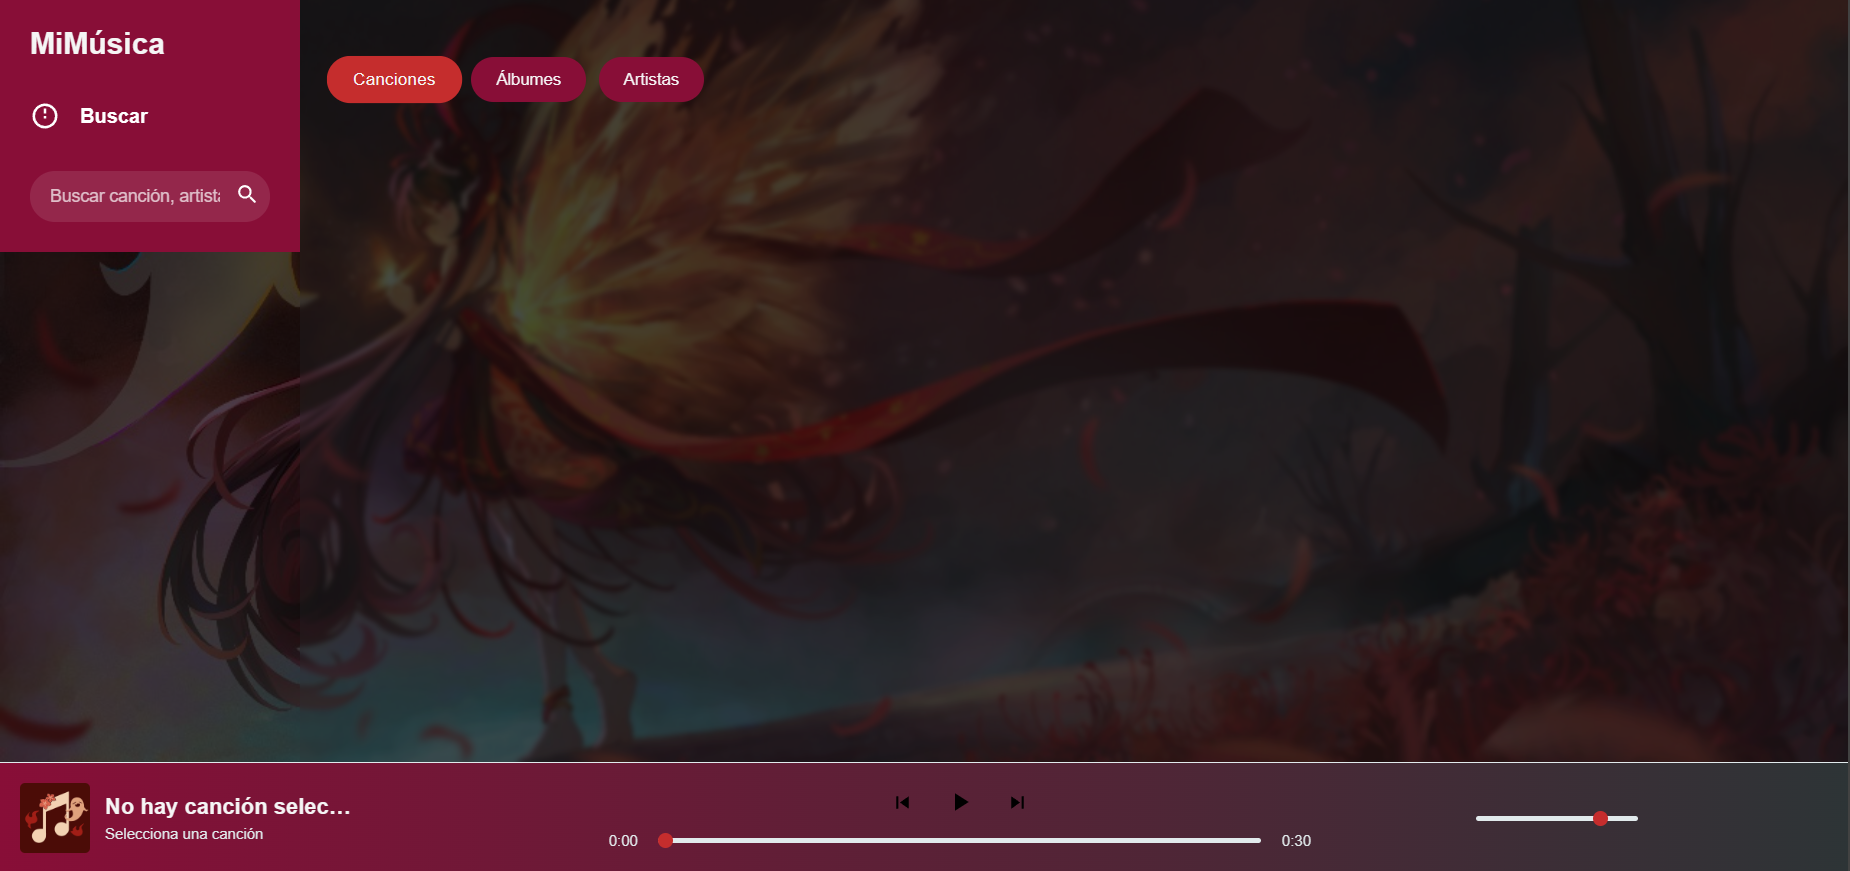 MiMúsica
Buscar
Buscar canción, artist
Canciones
Álbumes
Artistas
No hay canción selec...
Selecciona una canción
0:00
0:30